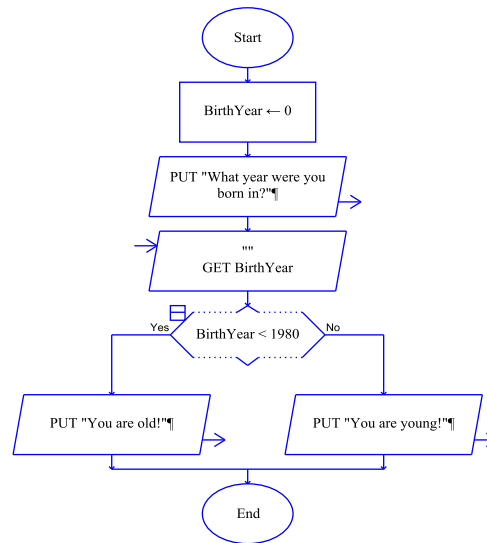 Start
BirthYear ← 0
PUT "What year were you
born in?"¶
""
GET BirthYear
Yes
BirthYear < 1980
No
PUT "You are old!"¶
PUT "You are young!"¶
End